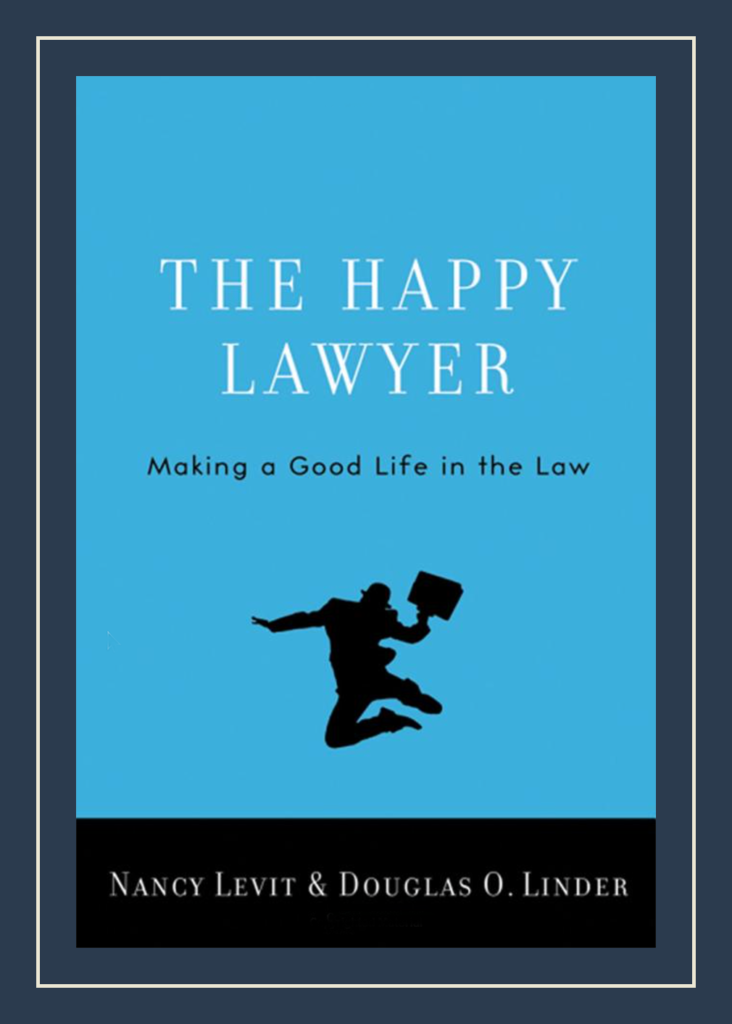 THE HAPPY
LAWYER
Making a Good Life in the Law
NANCY LEVIT & DOUGLAS O. LINDER